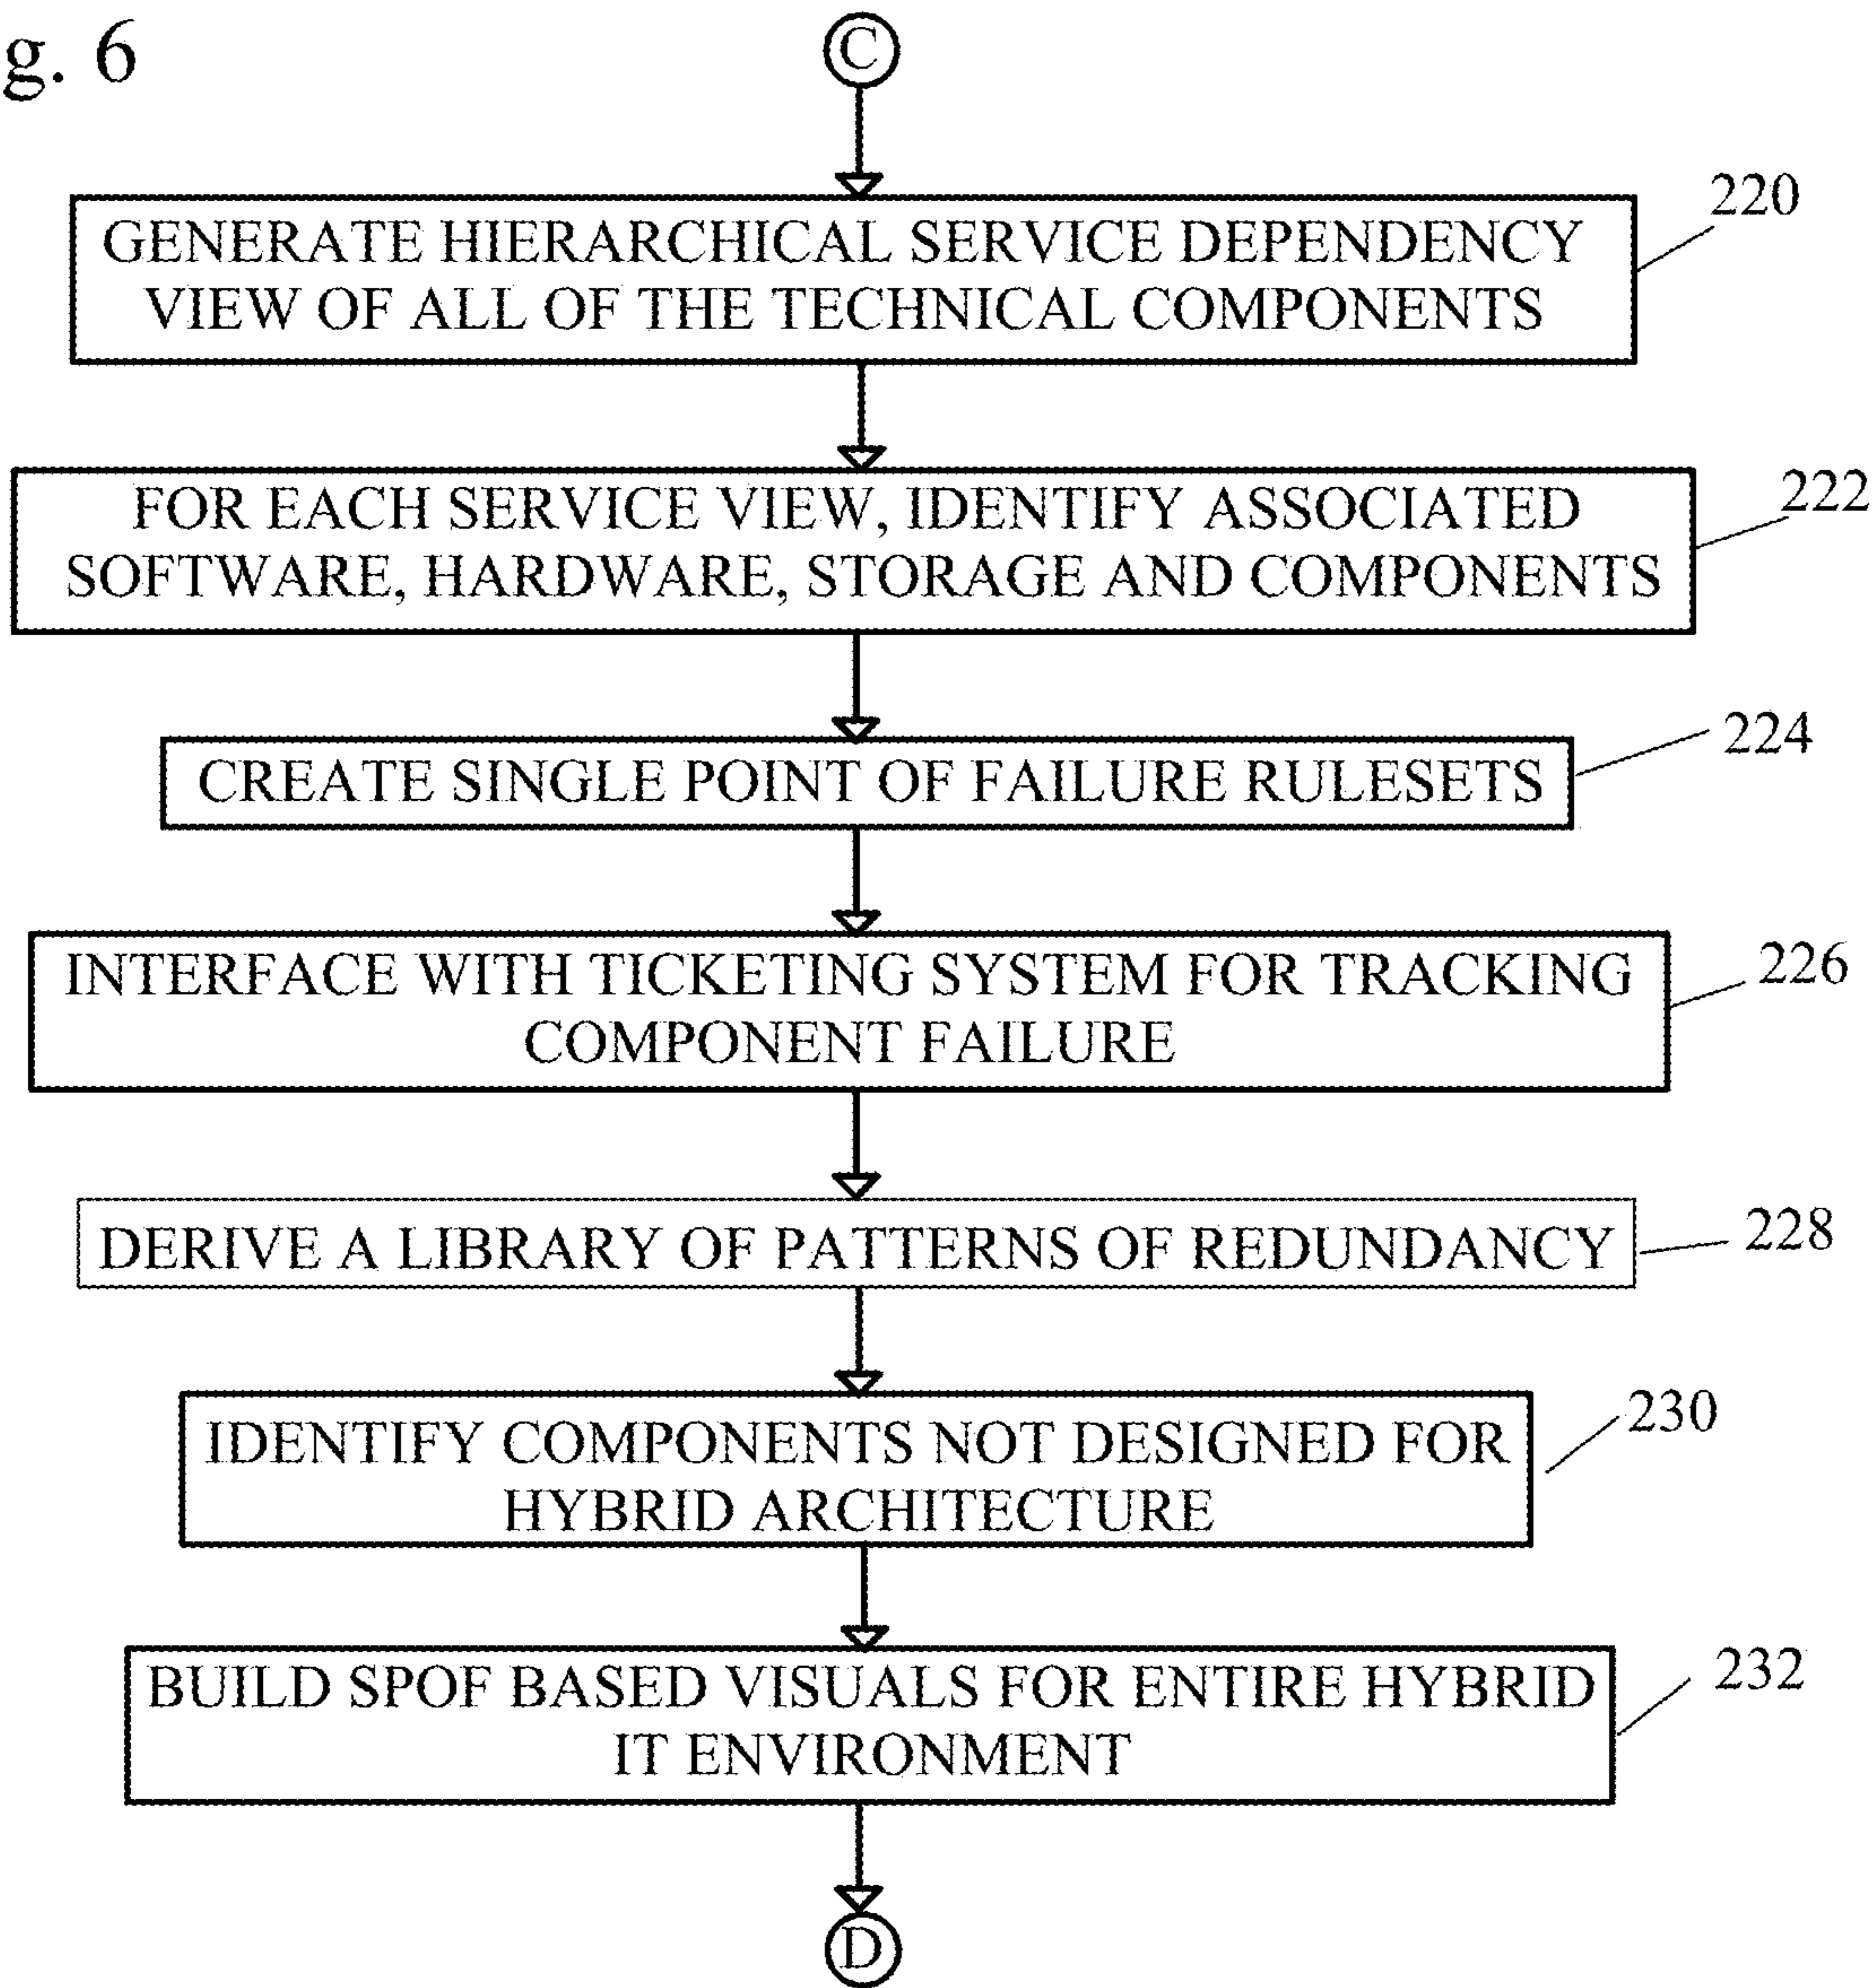 g. 6
C
220
GENERATE HIERARCHICAL SERVICE DEPENDENCY
VIEW OF ALL OF THE TECHNICAL COMPONENTS
222
FOR EACH SERVICE VIEW, IDENTIFY ASSOCIATED
SOFTWARE, HARDWARE, STORAGE AND COMPONENTS
224
CREATE SINGLE POINT OF FAILURE RULESETS
226
INTERFACE WITH TICKETING SYSTEM FOR TRACKING
COMPONENT FAILURE
228
DERIVE A LIBRARY OF PATTERNS OF REDUNDANCY
230
IDENTIFY COMPONENTS NOT DESIGNED FOR
HYBRID ARCHITECTURE
232
BUILD SPOF BASED VISUALS FOR ENTIRE HYBRID
IT ENVIRONMENT
D